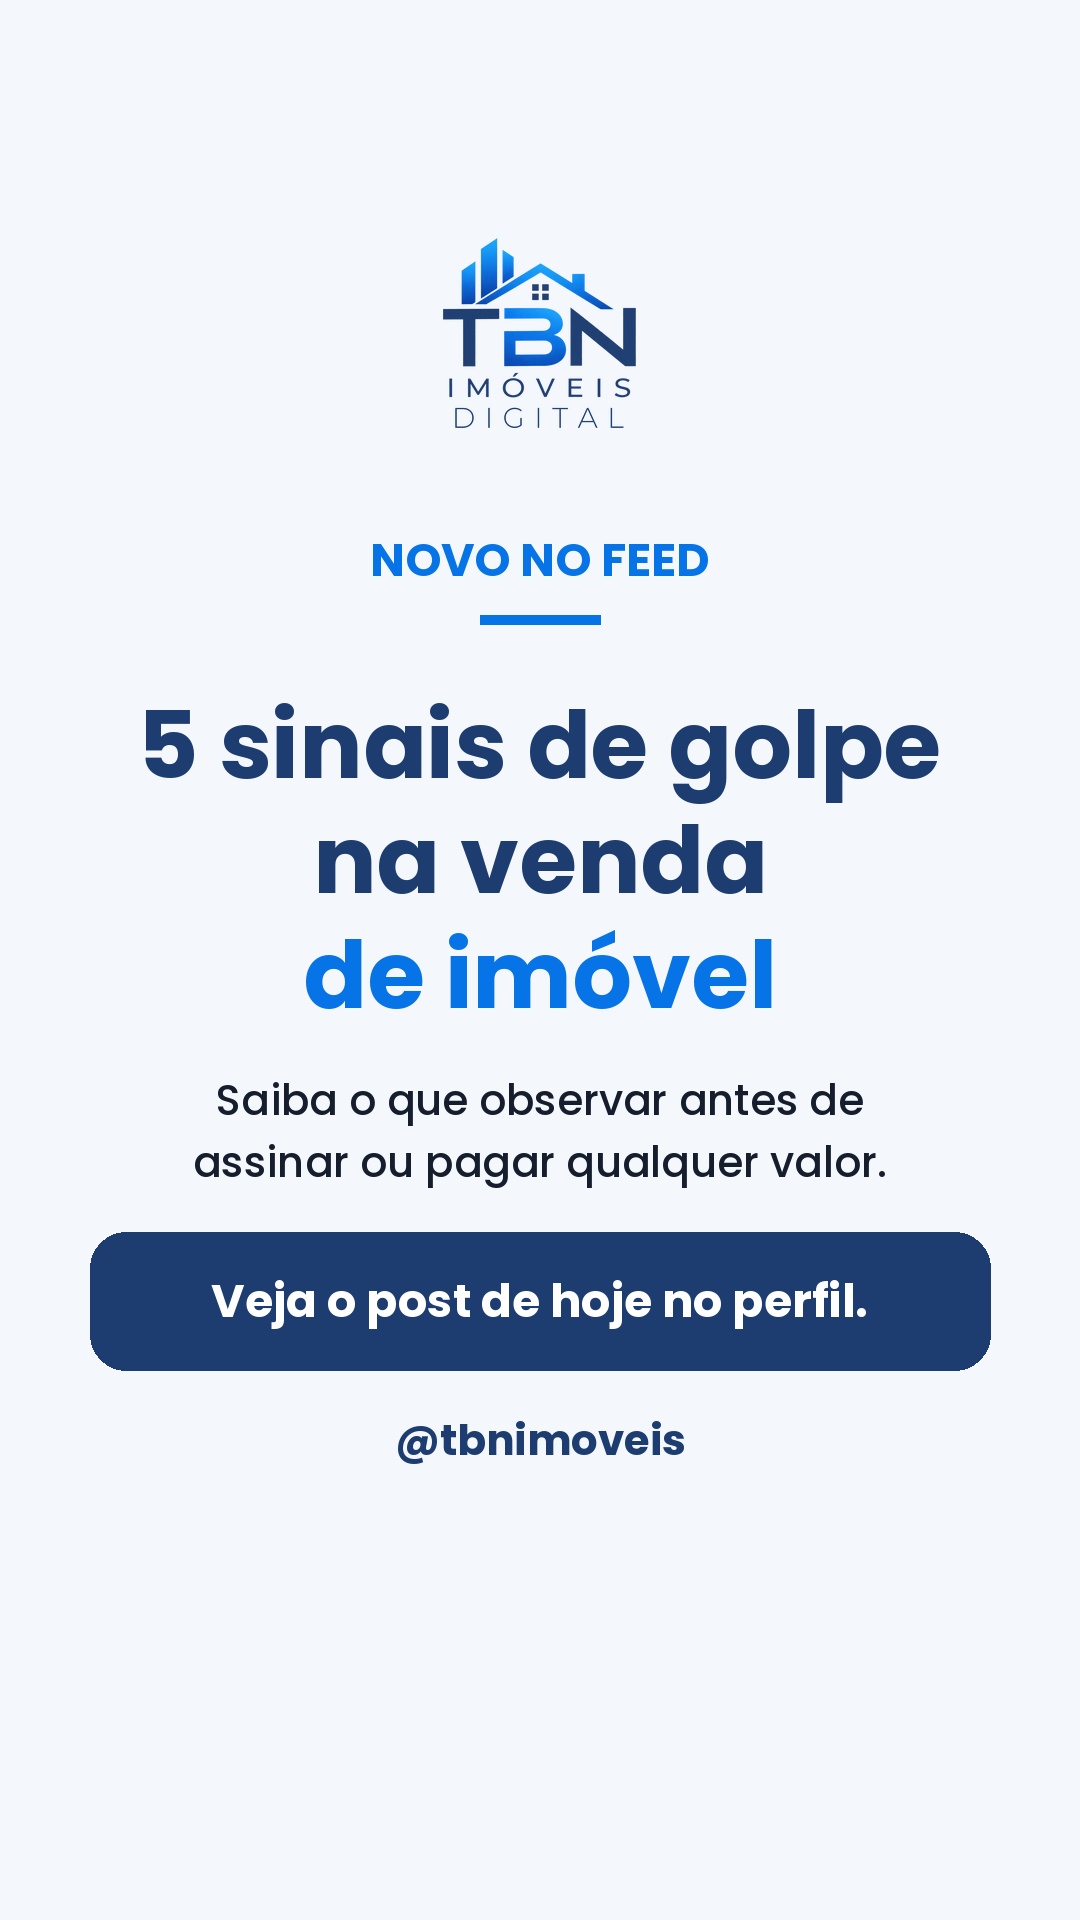 TBN
IMÓVEIS
DIGITAL
NOVO NO FEED
5 sinais de golpe
na venda
de imóvel
Saiba o que observar antes de
assinar ou pagar qualquer valor.
Veja o post de hoje no perfil.
@tbnimoveis